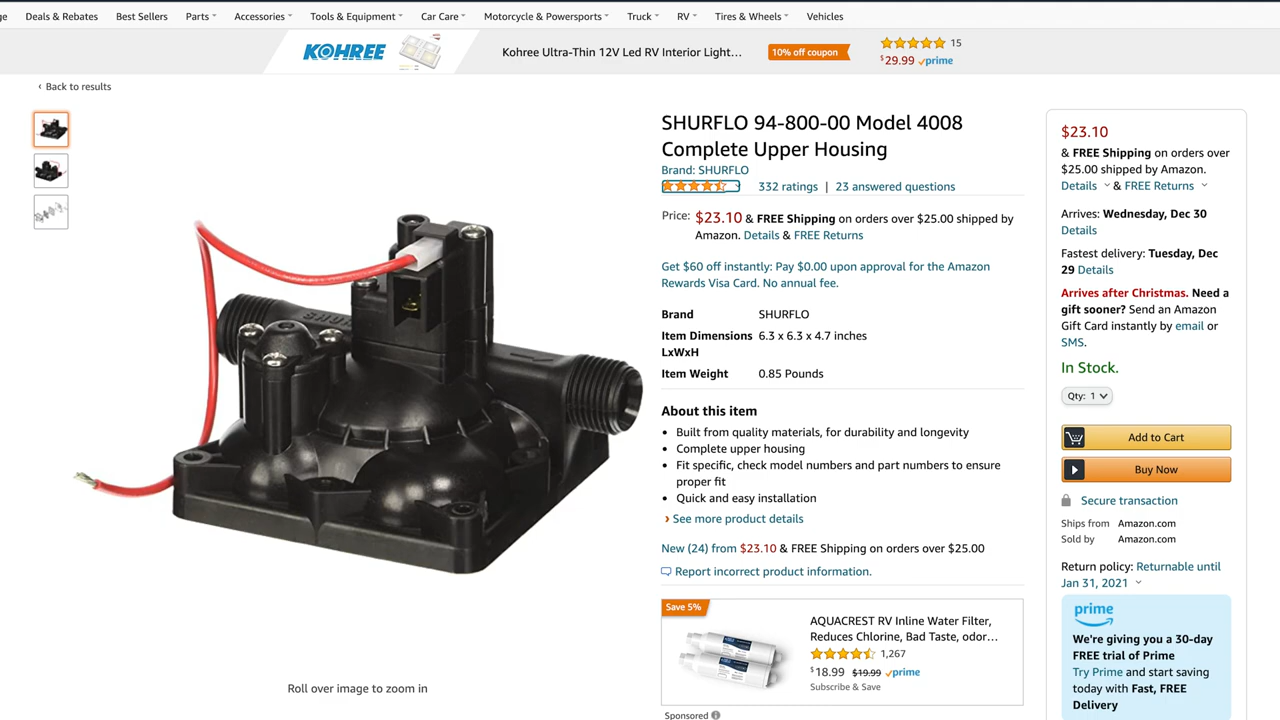 ge Deals & Rebates Best Sellers Parts Accessories Tools & Equipment Car Care Motorcycle & Powersports Truck RV Tires & Wheels Vehicles
KOHREE
Kohree Ultra-Thin 12V Led RV Interior Light…
10% off coupon
15
$29.99 prime
‹ Back to results
SHURFLO
Roll over image to zoom in
SHURFLO 94-800-00 Model 4008
Complete Upper Housing
Brand: SHURFLO
332 ratings | 23 answered questions
Price: $23.10 & FREE Shipping on orders over $25.00 shipped by
Amazon. Details & FREE Returns
Get $60 off instantly: Pay $0.00 upon approval for the Amazon
Rewards Visa Card. No annual fee.
Brand SHURFLO
Item Dimensions 6.3 x 6.3 x 4.7 inches
LxWxH
Item Weight 0.85 Pounds
About this item
• Built from quality materials, for durability and longevity
• Complete upper housing
• Fit specific, check model numbers and part numbers to ensure
proper fit
• Quick and easy installation
› See more product details
New (24) from $23.10 & FREE Shipping on orders over $25.00
Report incorrect product information.
Save 5%
AQUACREST RV Inline Water Filter,
Reduces Chlorine, Bad Taste, odor…
1,267
$18.99 $19.99 prime
Subscribe & Save
Sponsored
$23.10
& FREE Shipping on orders over
$25.00 shipped by Amazon.
Details & FREE Returns
Arrives: Wednesday, Dec 30
Details
Fastest delivery: Tuesday, Dec
29 Details
Arrives after Christmas. Need a
gift sooner? Send an Amazon
Gift Card instantly by email or
SMS.
In Stock.
Qty: 1
Add to Cart
Buy Now
Secure transaction
Ships from Amazon.com
Sold by Amazon.com
Return policy: Returnable until
Jan 31, 2021
prime
We're giving you a 30-day
FREE trial of Prime
Try Prime and start saving
today with Fast, FREE
Delivery